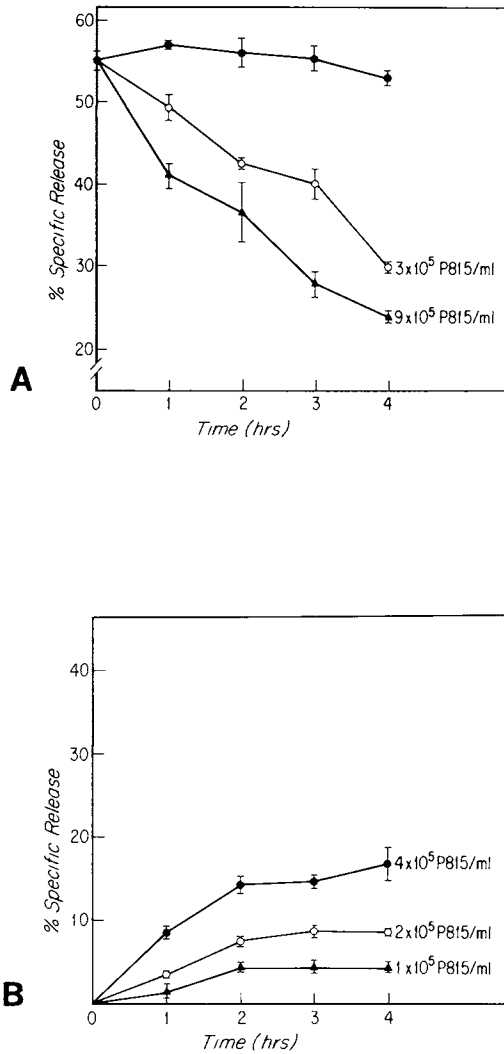 60
50
40
30
20
% Specific Release
3x10⁵ P815/ml
9x10⁵ P815/ml
A
0 1 2 3 4
Time (hrs)
40
30
20
10
% Specific Release
4x10⁵ P815/ml
2x10⁵ P815/ml
1x10⁵ P815/ml
B
0 1 2 3 4
Time (hrs)